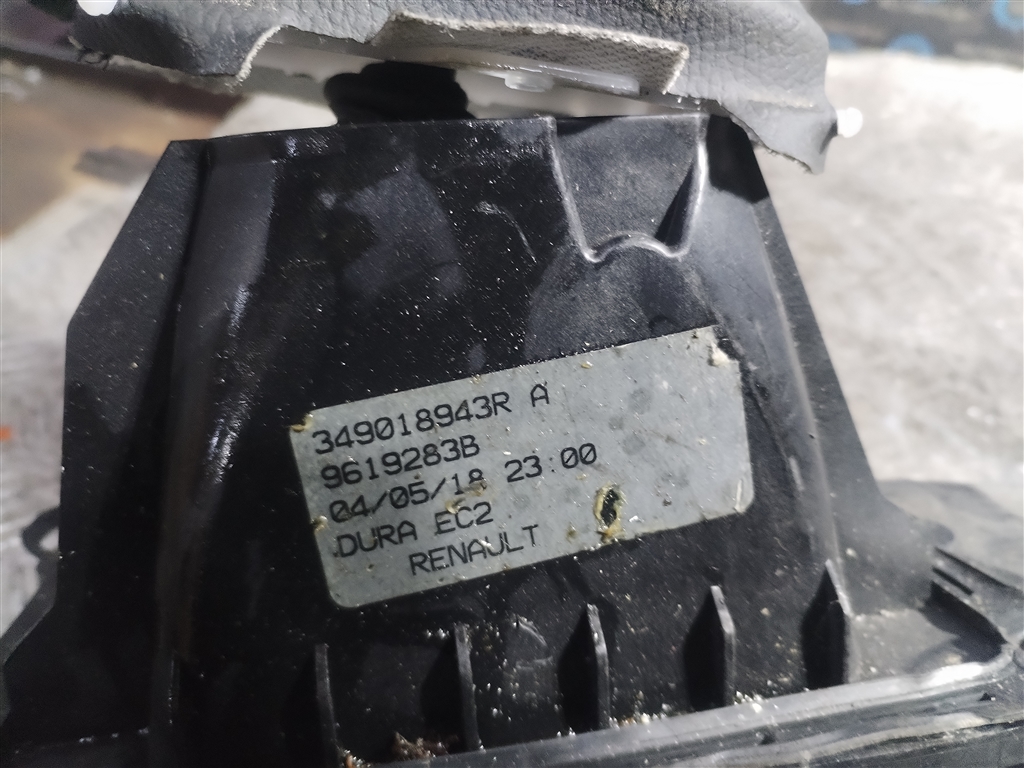 349018943R A
9619283B
04/05/18 23:00
DURA EC2
RENAULT